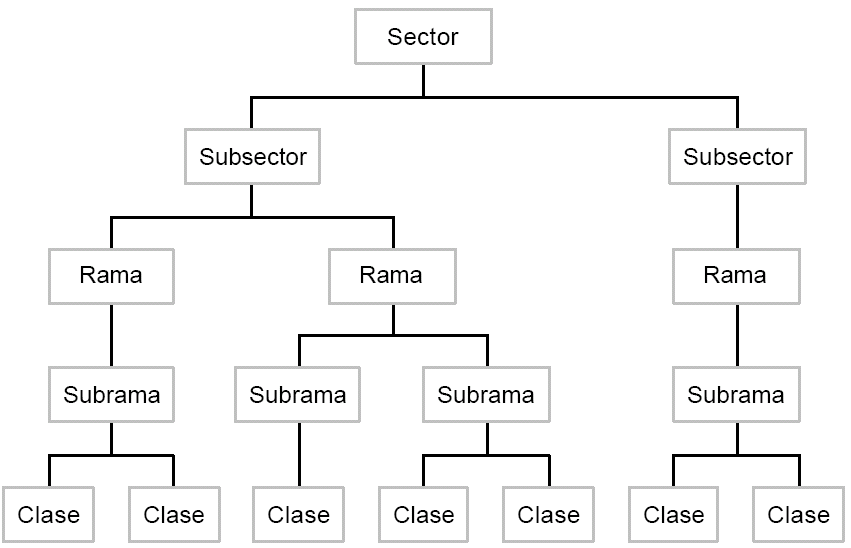 Sector
Subsector Subsector
Rama Rama Rama
Subrama Subrama Subrama Subrama
Clase Clase Clase Clase Clase Clase Clase